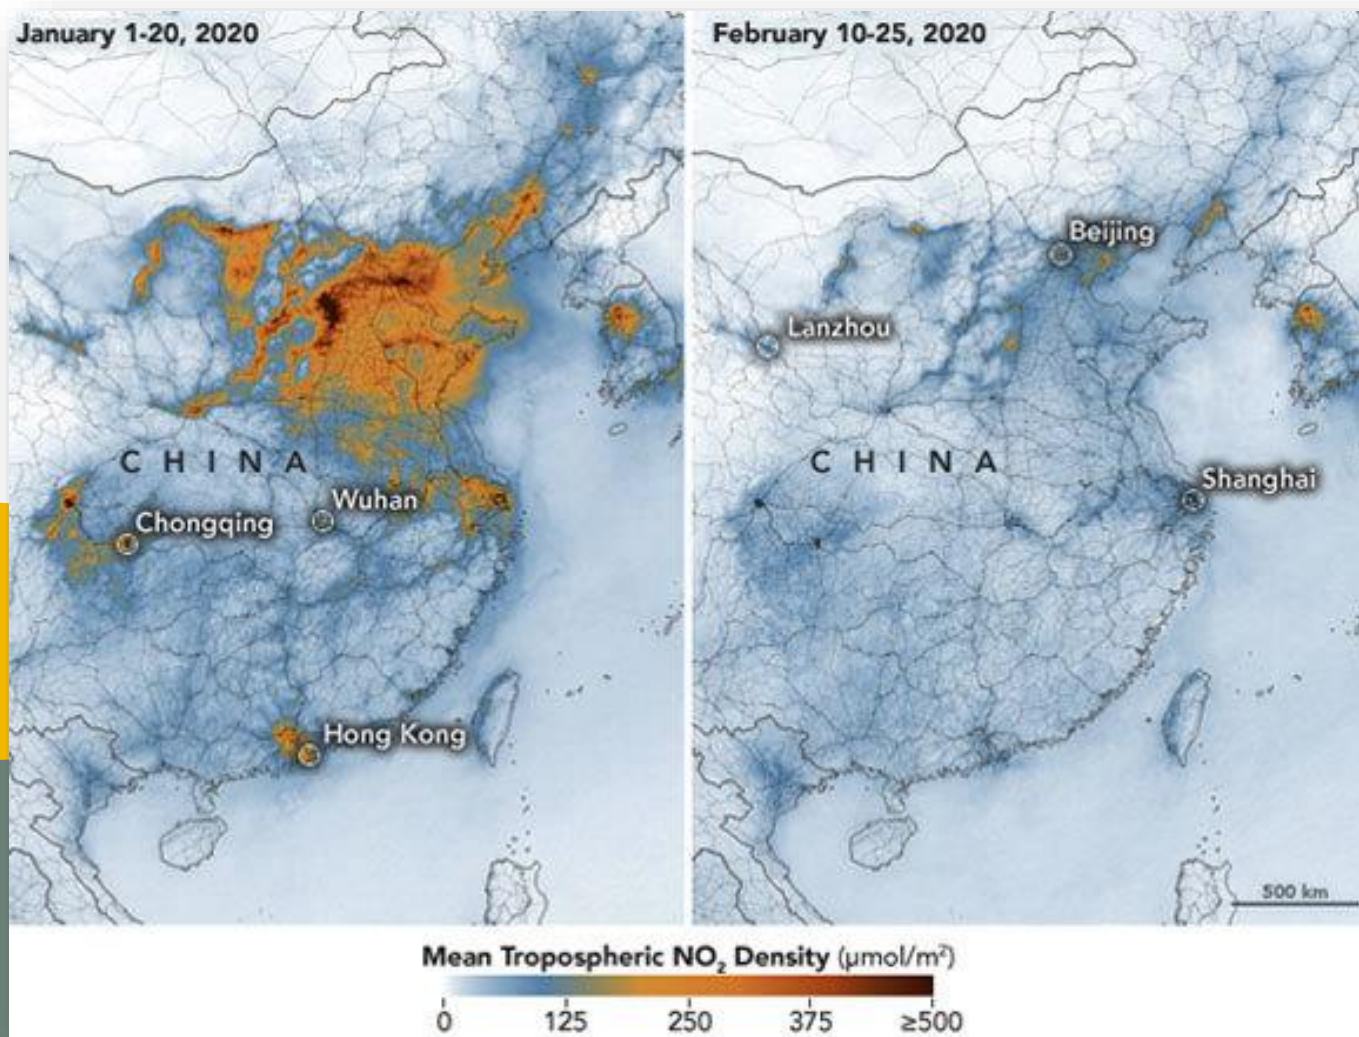 January 1-20, 2020
CHINA
Wuhan
Chongqing
Hong Kong
February 10-25, 2020
Beijing
Lanzhou
CHINA
Shanghai
500 km
Mean Tropospheric NO₂ Density (µmol/m²)
0 125 250 375 ≥500